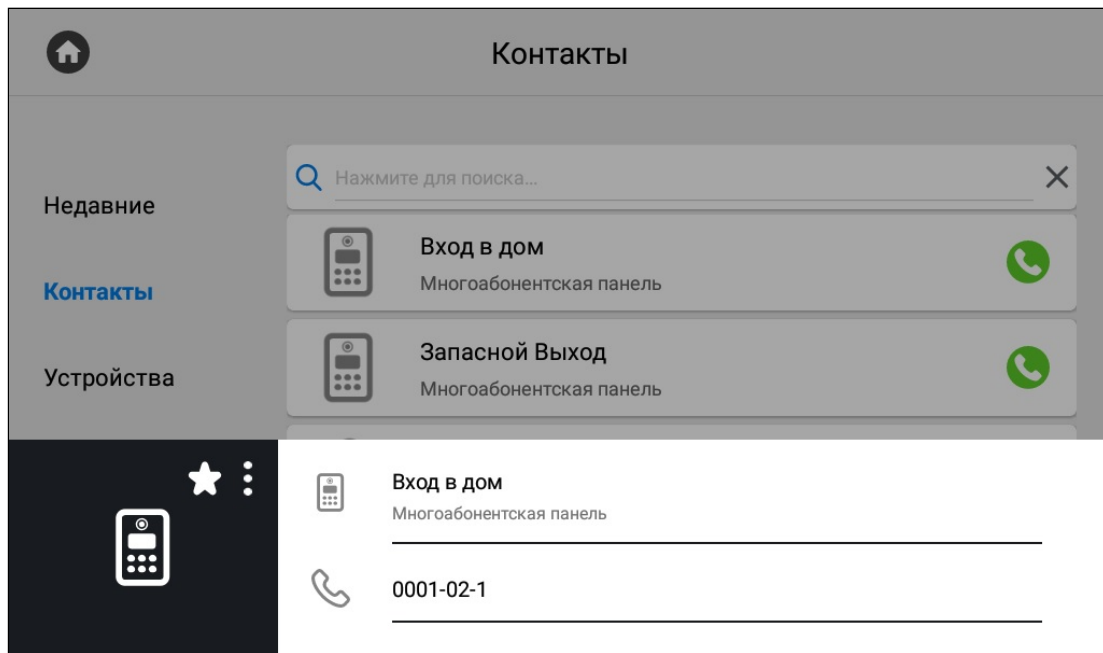 Контакты
Нажмите для поиска...
Недавние
Вход в дом
Многоабонентская панель
Контакты
Запасной Выход
Многоабонентская панель
Устройства
Вход в дом
Многоабонентская панель
0001-02-1